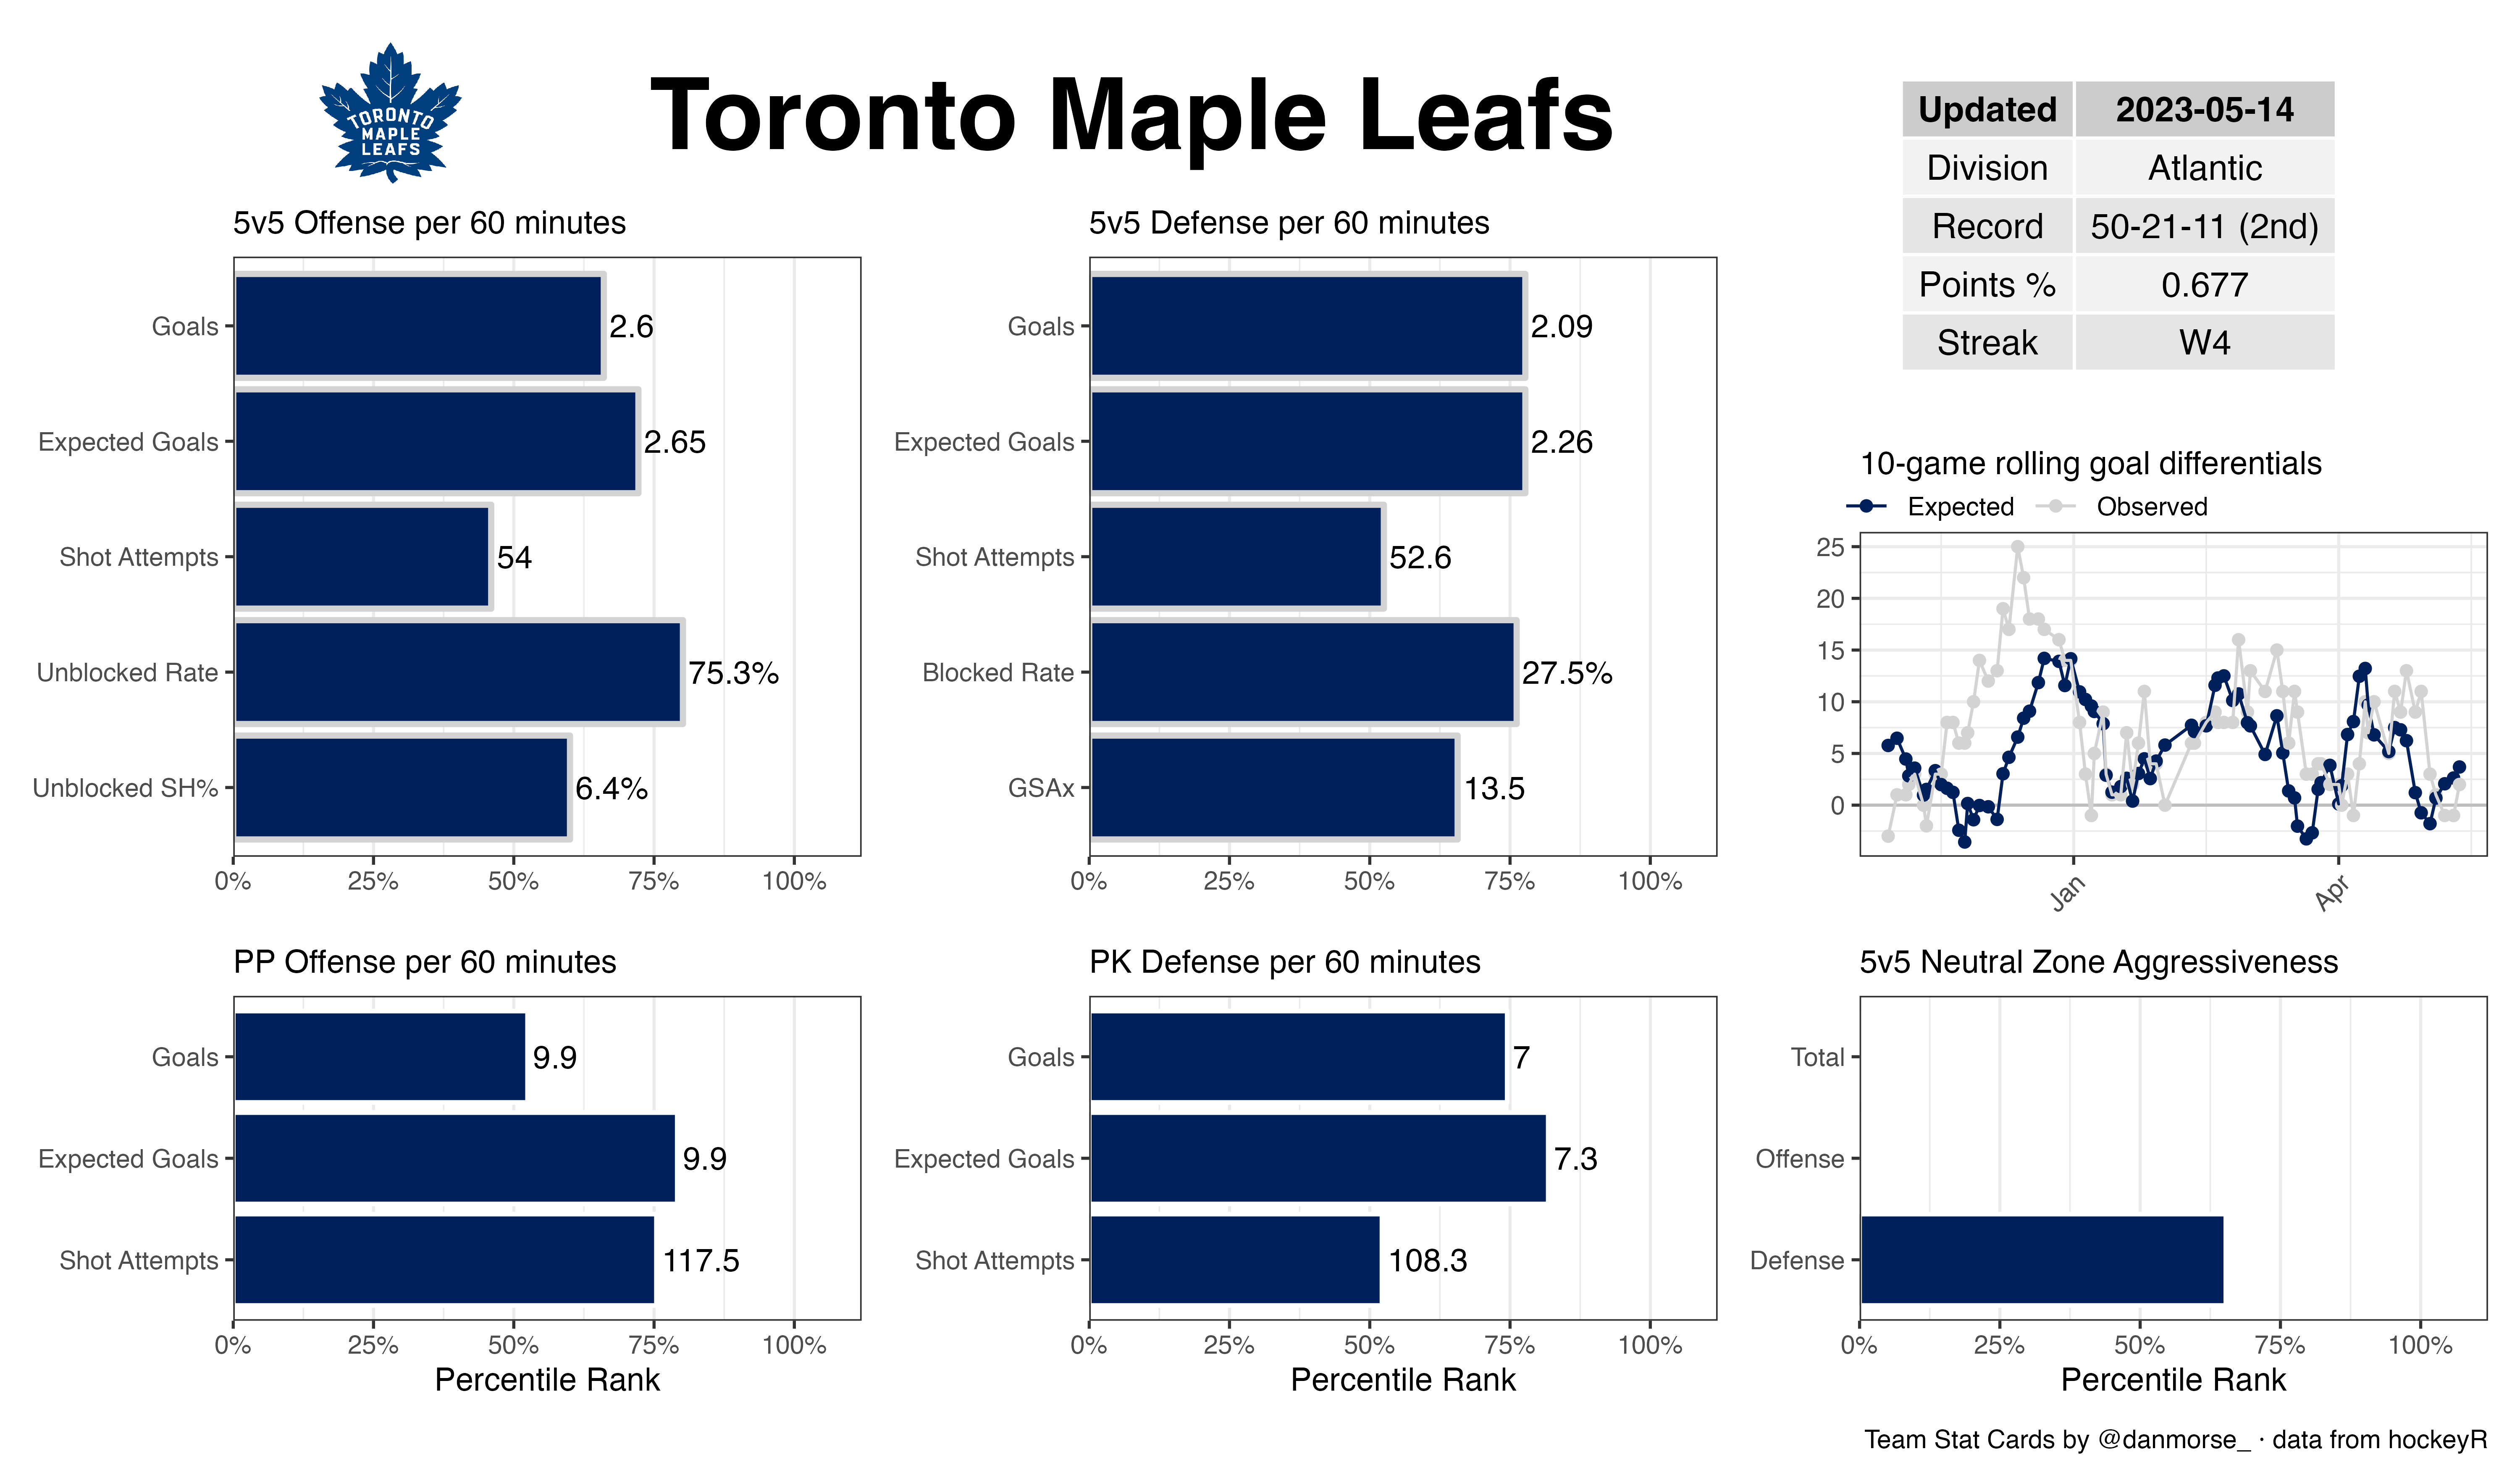 TORONTO
MAPLE
LEAFS
Toronto Maple Leafs
Updated 2023-05-14
Division Atlantic
Record 50-21-11 (2nd)
Points % 0.677
Streak W4
5v5 Offense per 60 minutes
Goals 2.6
Expected Goals 2.65
Shot Attempts 54
Unblocked Rate 75.3%
Unblocked SH% 6.4%
0% 25% 50% 75% 100%
5v5 Defense per 60 minutes
Goals 2.09
Expected Goals 2.26
Shot Attempts 52.6
Blocked Rate 27.5%
GSAx 13.5
0% 25% 50% 75% 100%
10-game rolling goal differentials
Expected Observed
25
20
15
10
5
0
Jan Apr
PP Offense per 60 minutes
Goals 9.9
Expected Goals 9.9
Shot Attempts 117.5
0% 25% 50% 75% 100%
Percentile Rank
PK Defense per 60 minutes
Goals 7
Expected Goals 7.3
Shot Attempts 108.3
0% 25% 50% 75% 100%
Percentile Rank
5v5 Neutral Zone Aggressiveness
Total
Offense
Defense
0% 25% 50% 75% 100%
Percentile Rank
Team Stat Cards by @danmorse_ · data from hockeyR